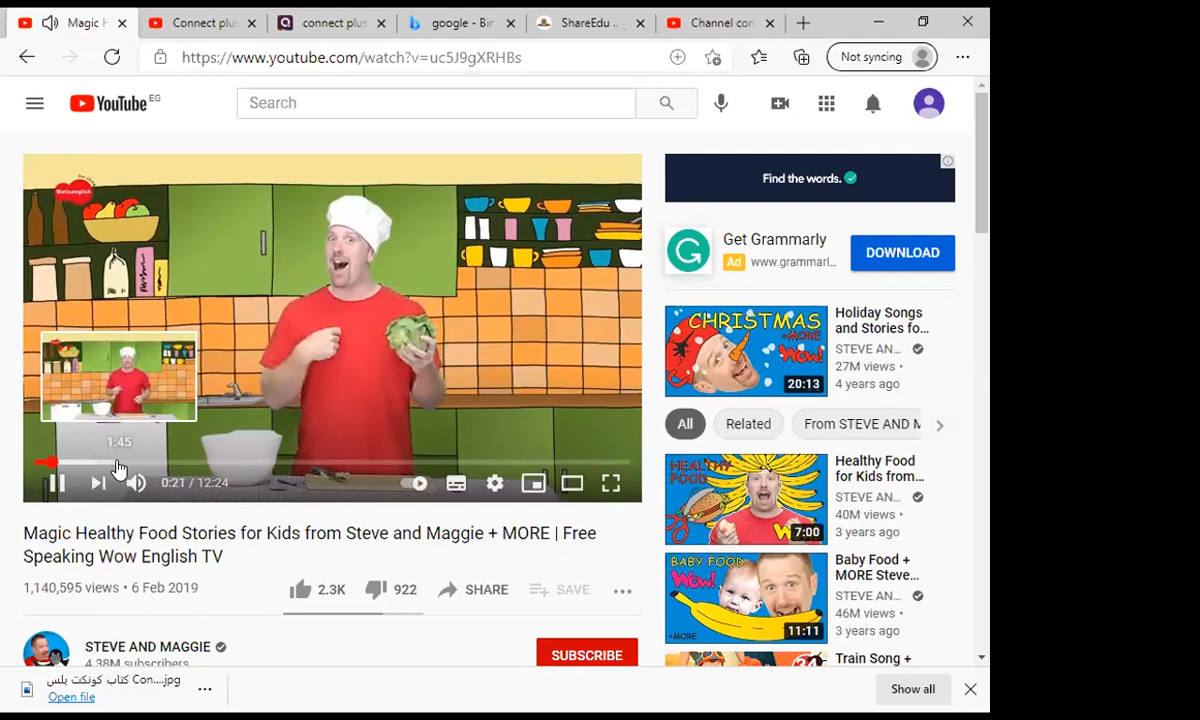 Magic H
Connect plus
connect plus
google - Bin
ShareEdu
Channel con
https://www.youtube.com/watch?v=uc5J9gXRHBs
Not syncing
YouTube EG
Search
Wattsenglish
Find the words.
Get Grammarly
Ad www.grammarl...
DOWNLOAD
CHRISTMAS
+MORE
WOW!
20:13
Holiday Songs
and Stories fo...
STEVE AN...
27M views •
4 years ago
1:45
0:21 / 12:24
All
Related
From STEVE AND M
HEALTHY
FOOD
7:00
Healthy Food
for Kids from...
STEVE AN...
40M views •
3 years ago
Magic Healthy Food Stories for Kids from Steve and Maggie + MORE | Free
Speaking Wow English TV
1,140,595 views • 6 Feb 2019
2.3K
922
SHARE
SAVE
BABY FOOD
Wow!
+MORE
11:11
Baby Food +
MORE Steve...
STEVE AN...
46M views •
3 years ago
Train Song +
STEVE AND MAGGIE
4.38M subscribers
SUBSCRIBE
كتاب كونكت بلس Con....jpg
Open file
Show all